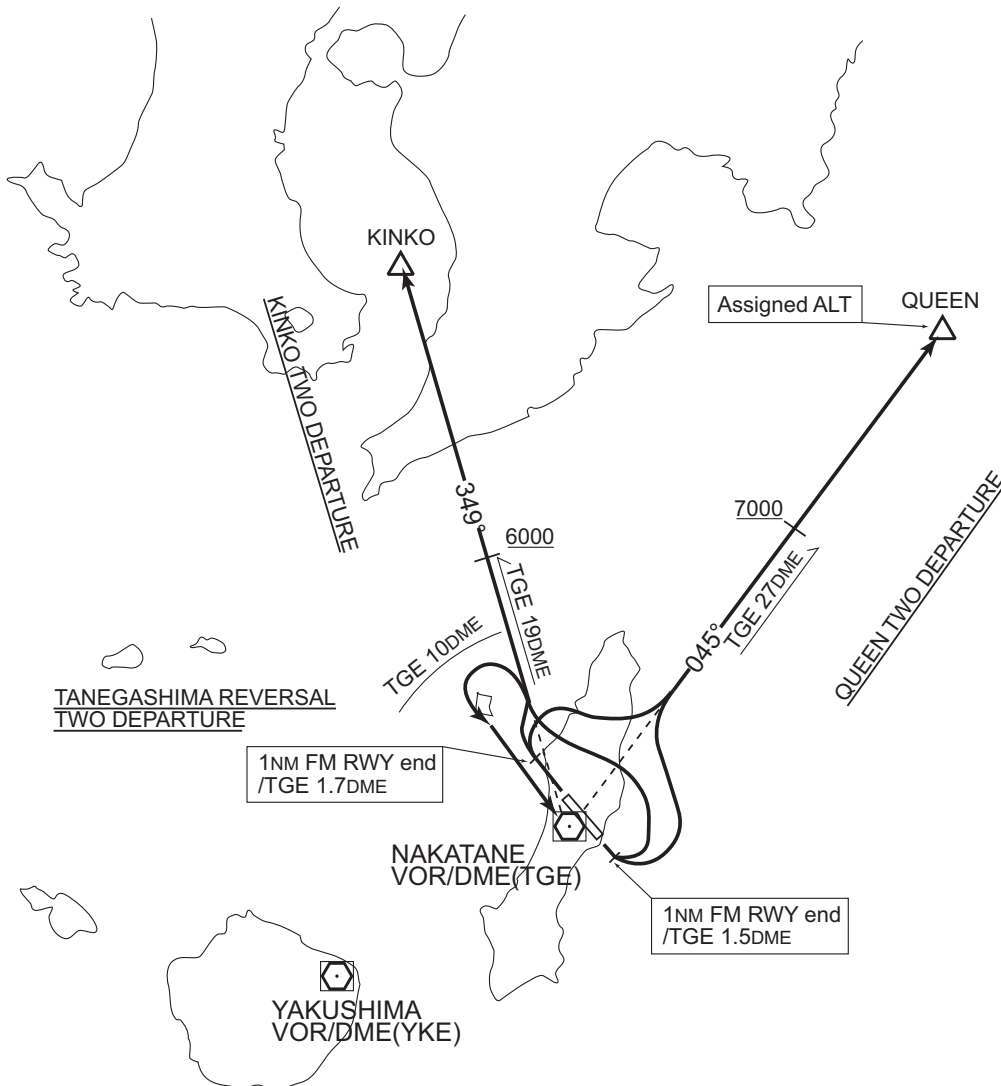 KINKO
QUEEN
Assigned ALT
KINKO TWO DEPARTURE
349°
6000
TGE 19DME
7000
TGE 27DME
045°
QUEEN TWO DEPARTURE
TGE 10DME
TANEGASHIMA REVERSAL
TWO DEPARTURE
1NM FM RWY end
/TGE 1.7DME
NAKATANE
VOR/DME(TGE)
1NM FM RWY end
/TGE 1.5DME
YAKUSHIMA
VOR/DME(YKE)